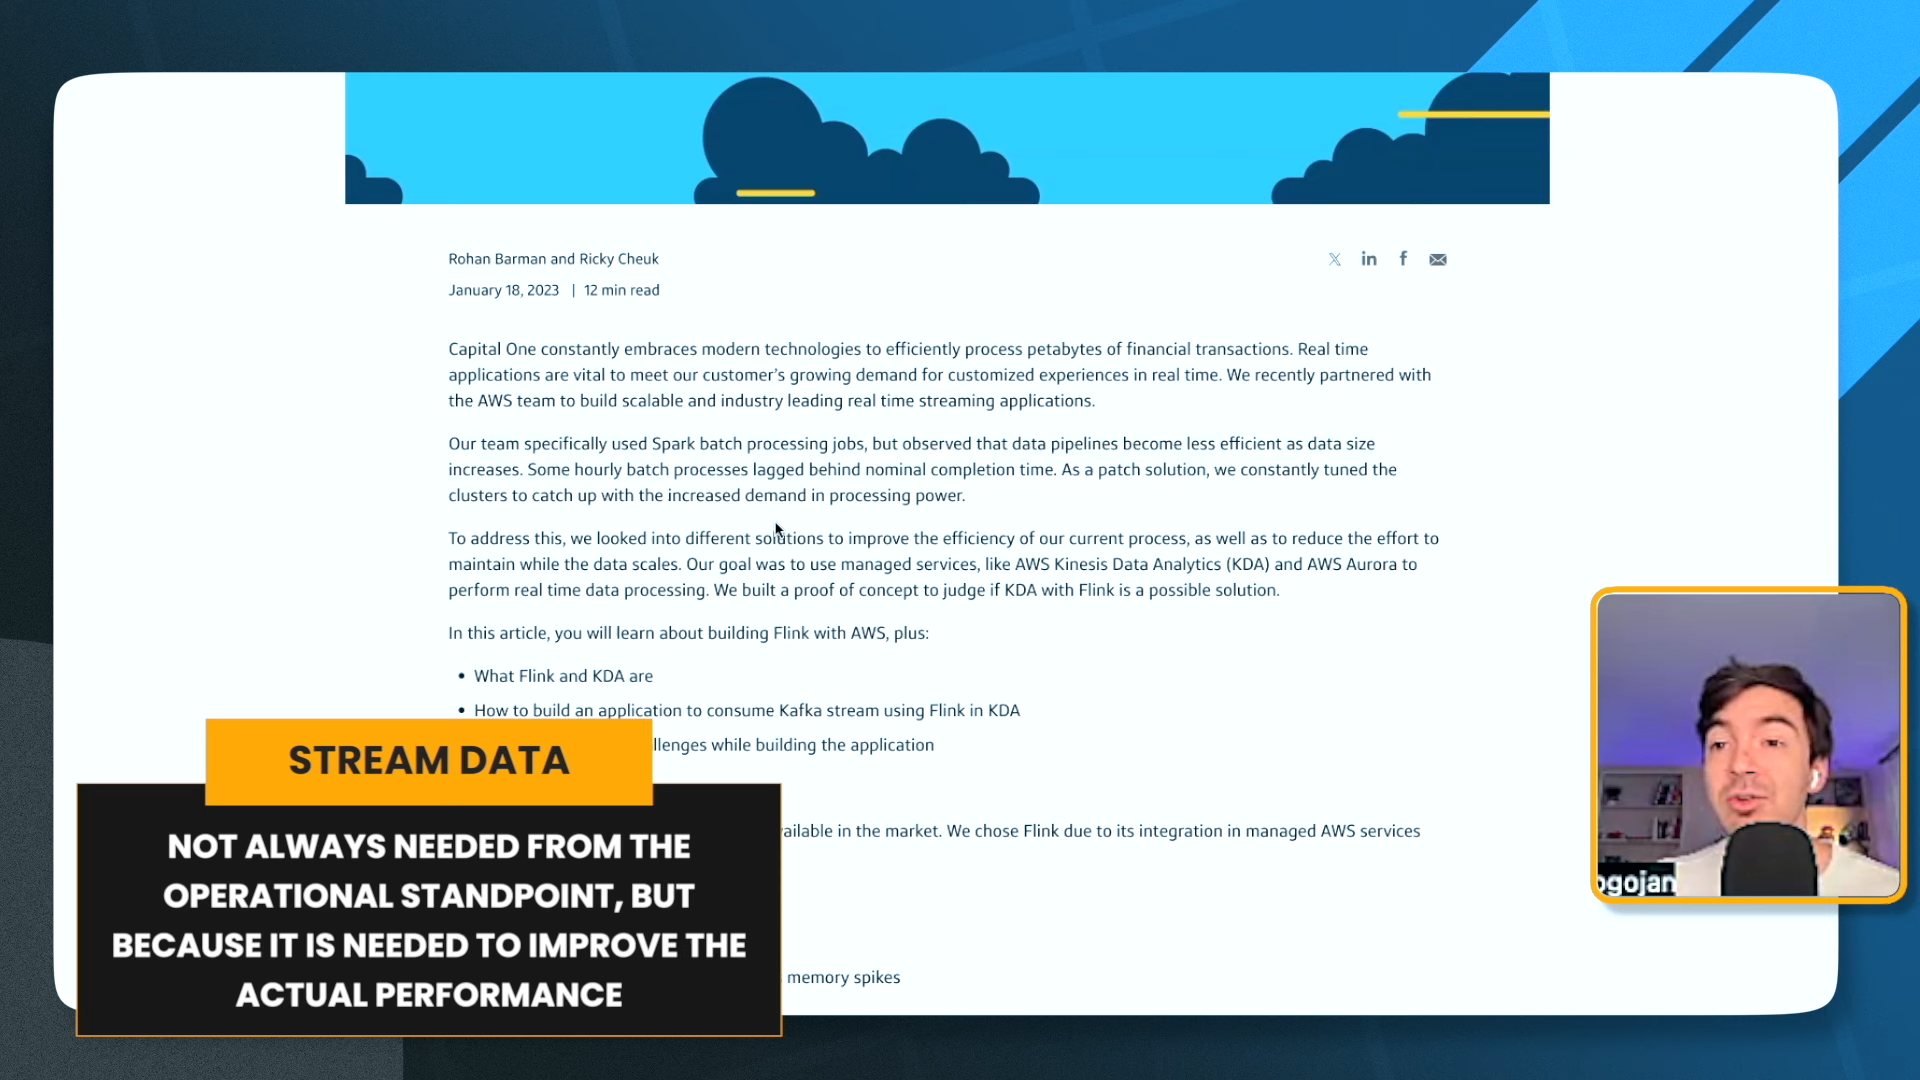 Rohan Barman and Ricky Cheuk
January 18, 2023 | 12 min read
Capital One constantly embraces modern technologies to efficiently process petabytes of financial transactions. Real time
applications are vital to meet our customer's growing demand for customized experiences in real time. We recently partnered with
the AWS team to build scalable and industry leading real time streaming applications.
Our team specifically used Spark batch processing jobs, but observed that data pipelines become less efficient as data size
increases. Some hourly batch processes lagged behind nominal completion time. As a patch solution, we constantly tuned the
clusters to catch up with the increased demand in processing power.
To address this, we looked into different solutions to improve the efficiency of our current process, as well as to reduce the effort to
maintain while the data scales. Our goal was to use managed services, like AWS Kinesis Data Analytics (KDA) and AWS Aurora to
perform real time data processing. We built a proof of concept to judge if KDA with Flink is a possible solution.
In this article, you will learn about building Flink with AWS, plus:
• What Flink and KDA are
• How to build an application to consume Kafka stream using Flink in KDA
llenges while building the application
ailable in the market. We chose Flink due to its integration in managed AWS services
memory spikes
STREAM DATA
NOT ALWAYS NEEDED FROM THE
OPERATIONAL STANDPOINT, BUT
BECAUSE IT IS NEEDED TO IMPROVE THE
ACTUAL PERFORMANCE
ogojan